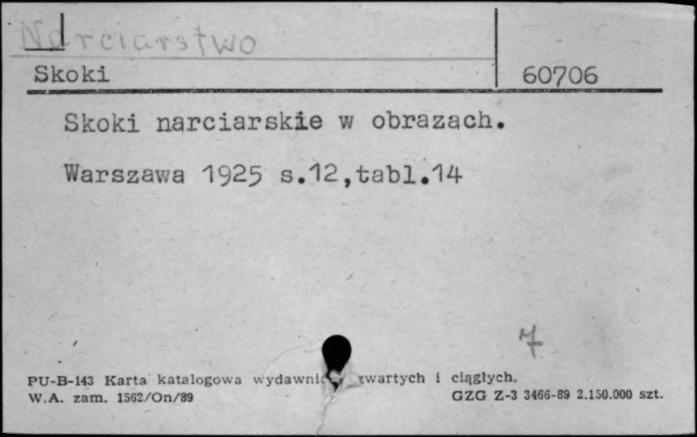 Narciarstwo
Skoki 60706
Skoki narciarskie w obrazach.
Warszawa 1925 s.12,tabl.14
7
PU-B-143 Karta katalogowa zwartych i ciągłych.
W.A. zam. 1562/On/89 GZG Z-3 3466-89 2.150.000 szt.